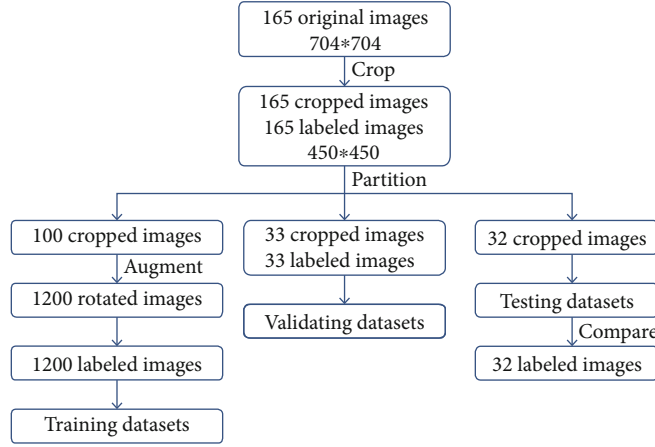 165 original images
704*704
Crop
165 cropped images
165 labeled images
450*450
Partition
100 cropped images
Augment
1200 rotated images
1200 labeled images
Training datasets
33 cropped images
33 labeled images
Validating datasets
32 cropped images
Testing datasets
Compare
32 labeled images